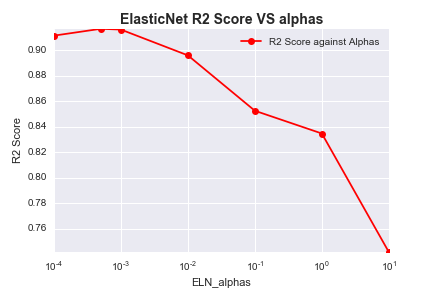 ElasticNet R2 Score VS alphas
R2 Score against Alphas
R2 Score
0.90
0.88
0.86
0.84
0.82
0.80
0.78
0.76
10^-4 10^-3 10^-2 10^-1 10^0 10^1
ELN_alphas